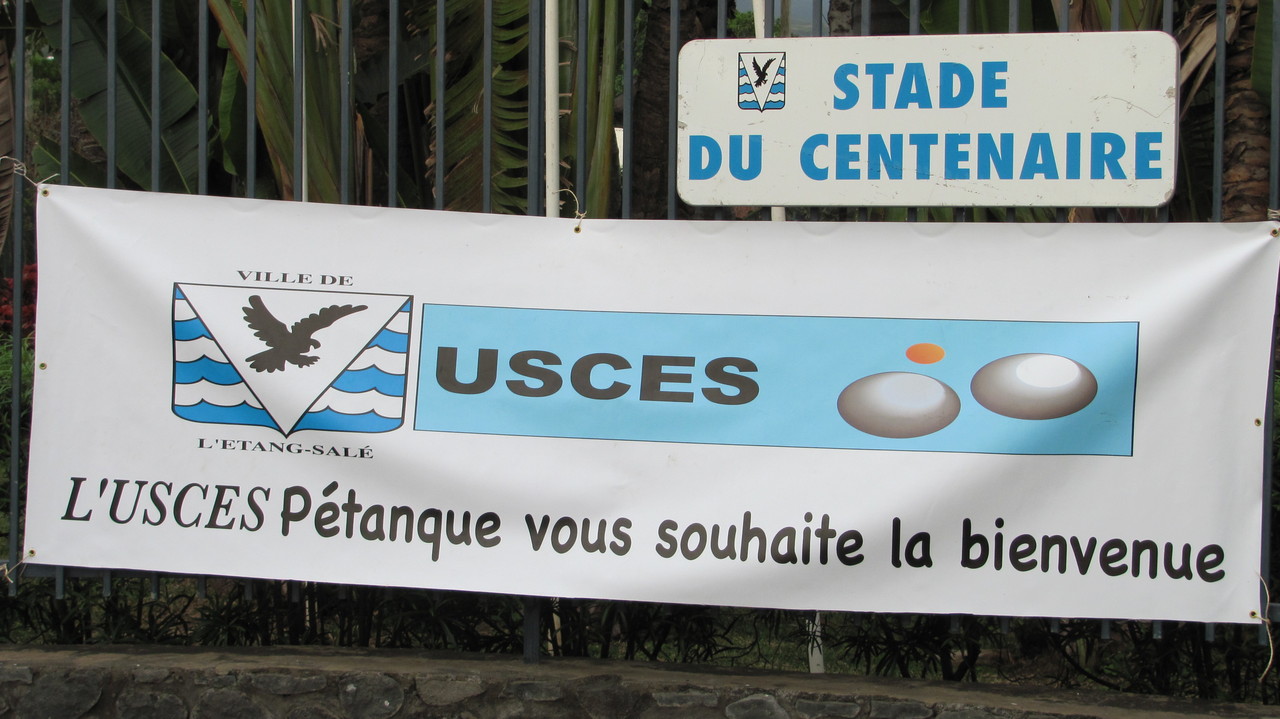 STADE
DU CENTENAIRE
VILLE DE
L'ETANG-SALÉ
USCES
L'USCES Pétanque vous souhaite la bienvenue